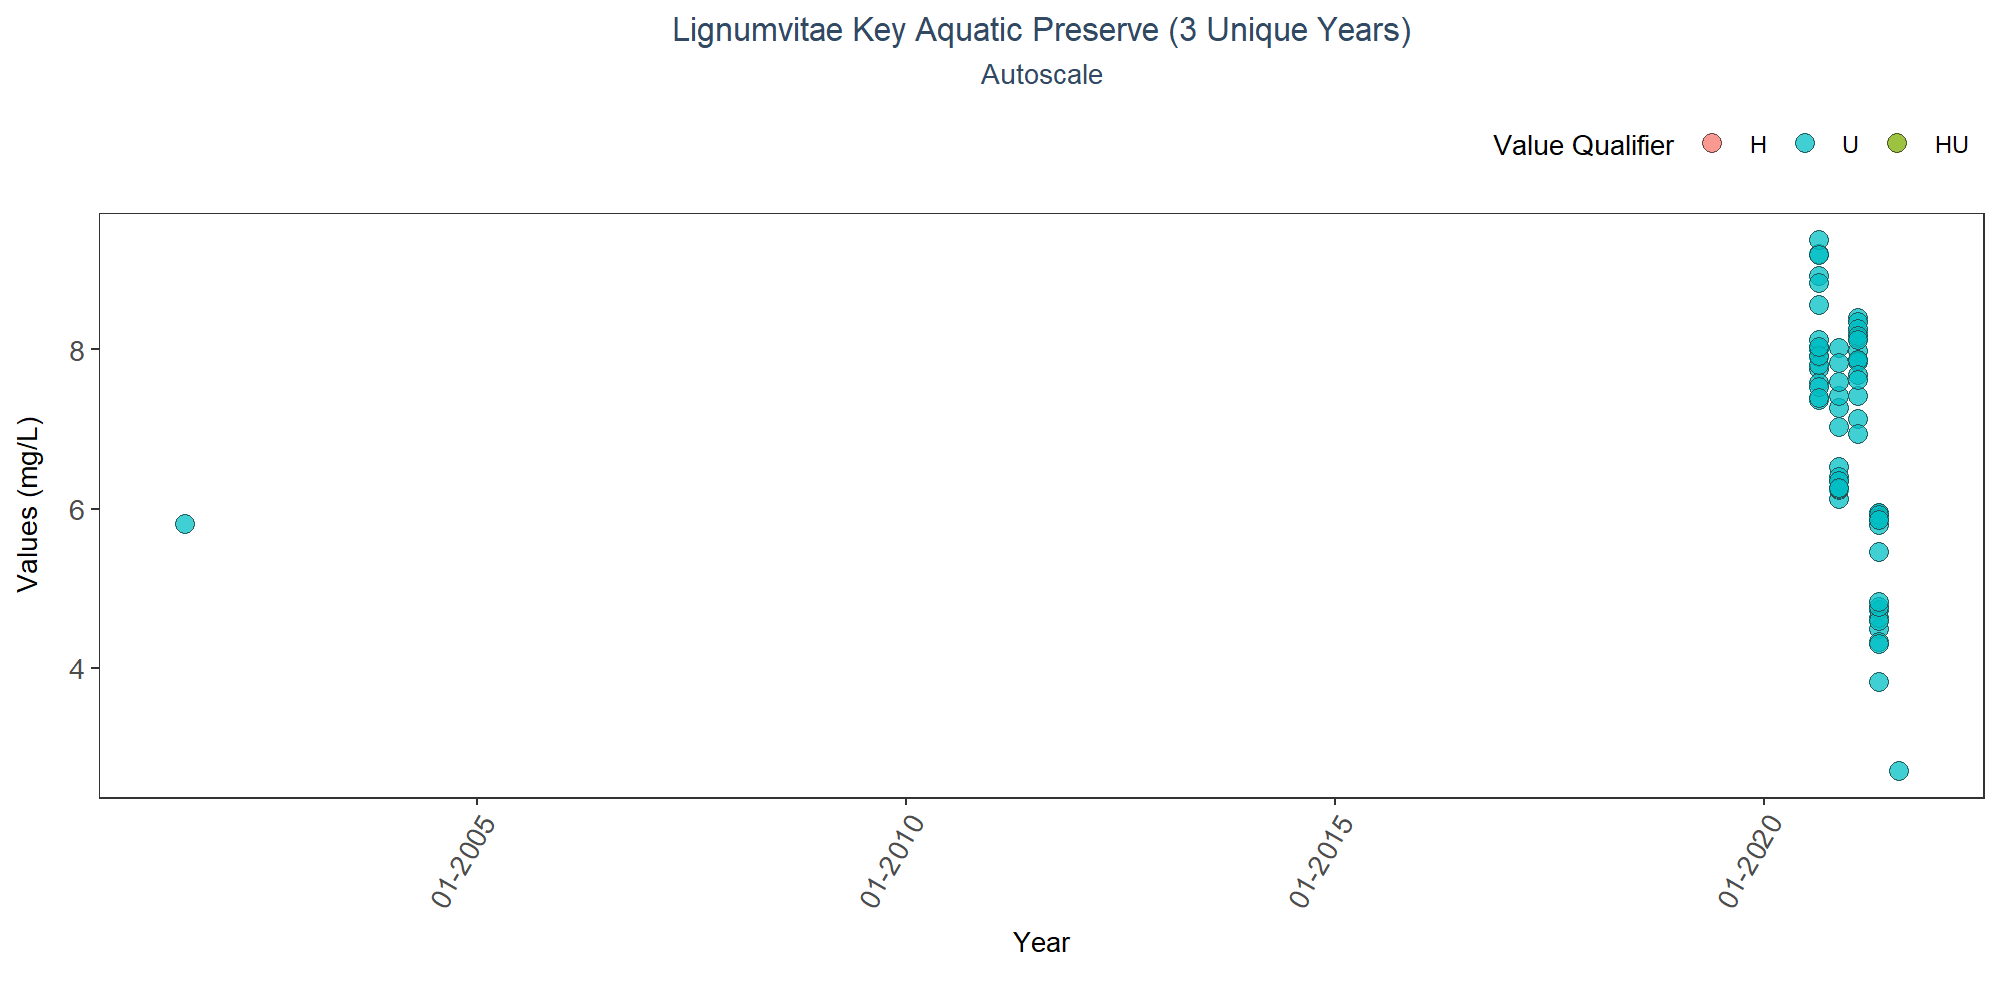 Lignumvitae Key Aquatic Preserve (3 Unique Years)
Autoscale
Value Qualifier H U HU
Values (mg/L)
8
6
4
01-2005 01-2010 01-2015 01-2020
Year